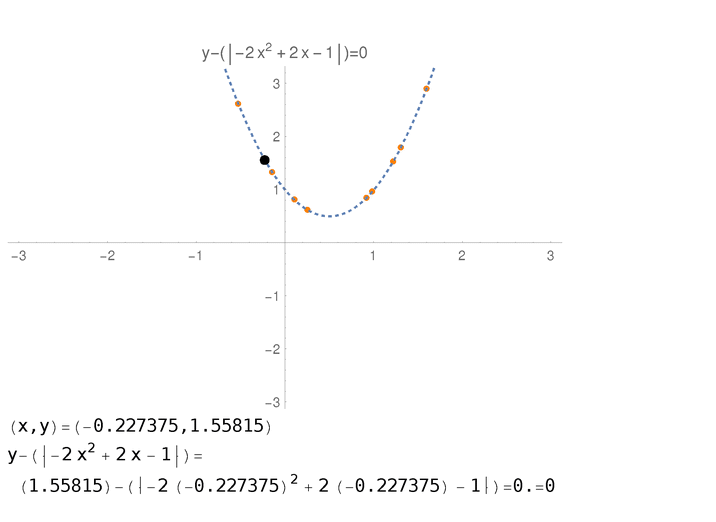 y−(|−2 x² + 2 x − 1|)=0
3
2
1
−3 −2 −1 1 2 3
−1
−2
−3
(x,y)=(−0.227375,1.55815)
y−(|−2 x² + 2 x − 1|)=
(1.55815)−(|−2 (−0.227375)² + 2 (−0.227375) − 1|)=0.=0